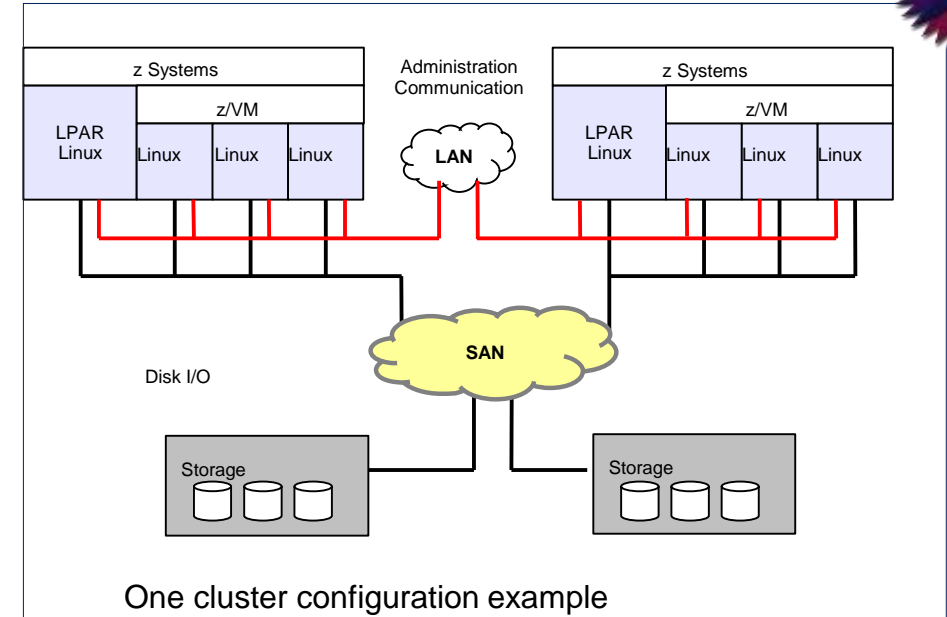 z Systems
z/VM
LPAR
Linux
Linux
Linux
Linux
Administration
Communication
LAN
z Systems
z/VM
LPAR
Linux
Linux
Linux
Linux
SAN
Disk I/O
Storage
Storage
One cluster configuration example